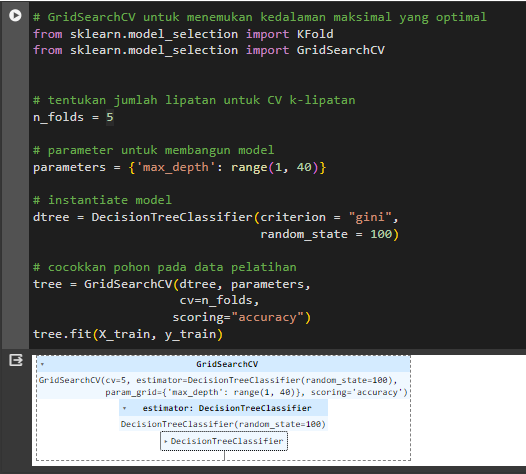 # GridSearchCV untuk menemukan kedalaman maksimal yang optimal
from sklearn.model_selection import KFold
from sklearn.model_selection import GridSearchCV
# tentukan jumlah lipatan untuk CV k-lipatan
n_folds = 5
# parameter untuk membangun model
parameters = {'max_depth': range(1, 40)}
# instantiate model
dtree = DecisionTreeClassifier(criterion = "gini",
random_state = 100)
# cocokkan pohon pada data pelatihan
tree = GridSearchCV(dtree, parameters,
cv=n_folds,
scoring="accuracy")
tree.fit(X_train, y_train)
GridSearchCV
GridSearchCV(cv=5, estimator=DecisionTreeClassifier(random_state=100),
param_grid={'max_depth': range(1, 40)}, scoring='accuracy')
estimator: DecisionTreeClassifier
DecisionTreeClassifier(random_state=100)
DecisionTreeClassifier